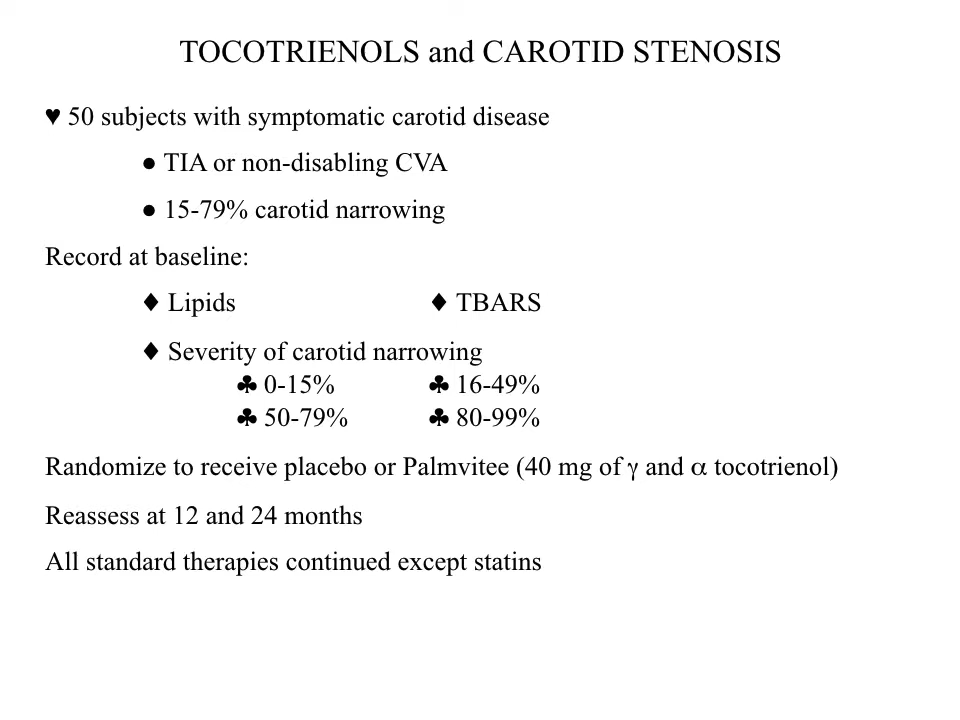 TOCOTRIENOLS and CAROTID STENOSIS
♥ 50 subjects with symptomatic carotid disease
● TIA or non-disabling CVA
● 15-79% carotid narrowing
Record at baseline:
♦ Lipids ♦ TBARS
♦ Severity of carotid narrowing
♣ 0-15% ♣ 16-49%
♣ 50-79% ♣ 80-99%
Randomize to receive placebo or Palmvitee (40 mg of γ and α tocotrienol)
Reassess at 12 and 24 months
All standard therapies continued except statins